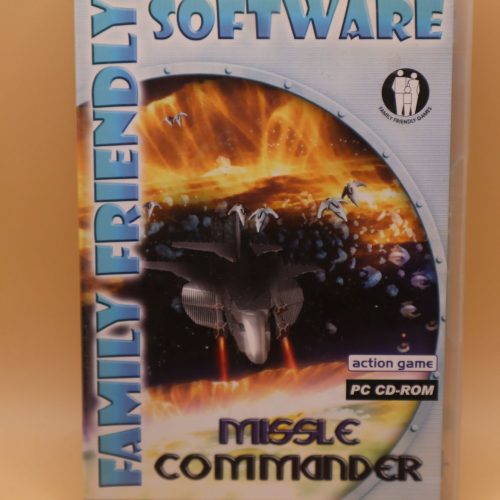 FAMILY FRIENDLY
SOFTWARE
FAMILY FRIENDLY GAMES
action game
PC CD-ROM
MISSLE
COMMANDER